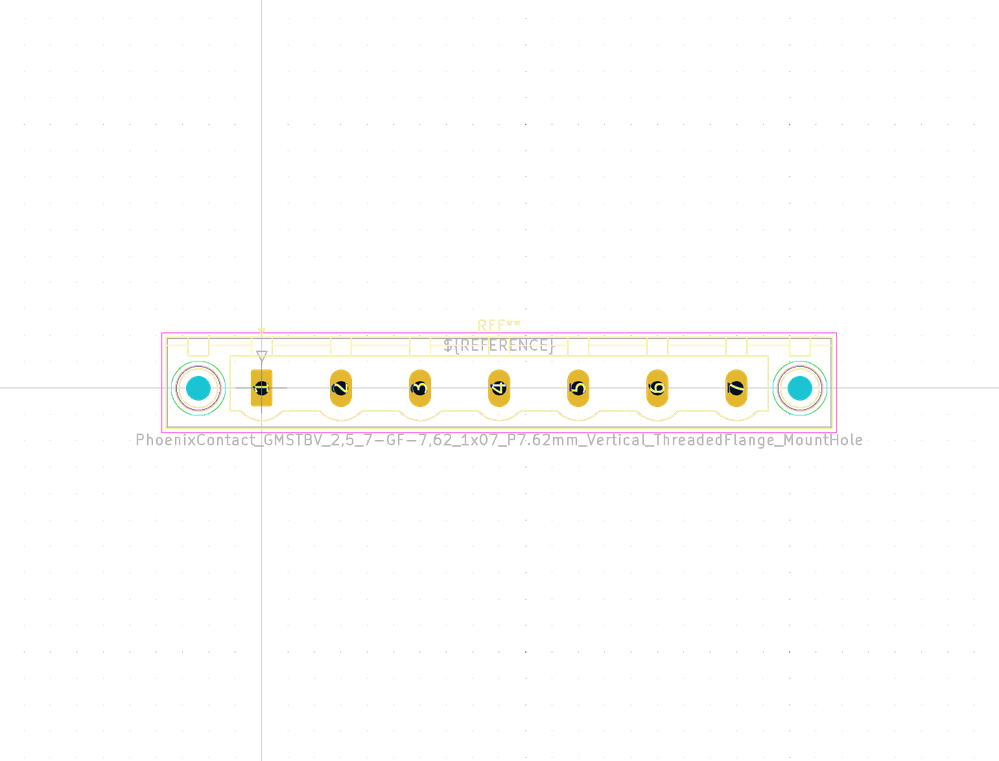 REF**
${REFERENCE}
1 2 3 4 5 6 7
PhoenixContact_GMSTBV_2,5_7-GF-7,62_1x07_P7.62mm_Vertical_ThreadedFlange_MountHole